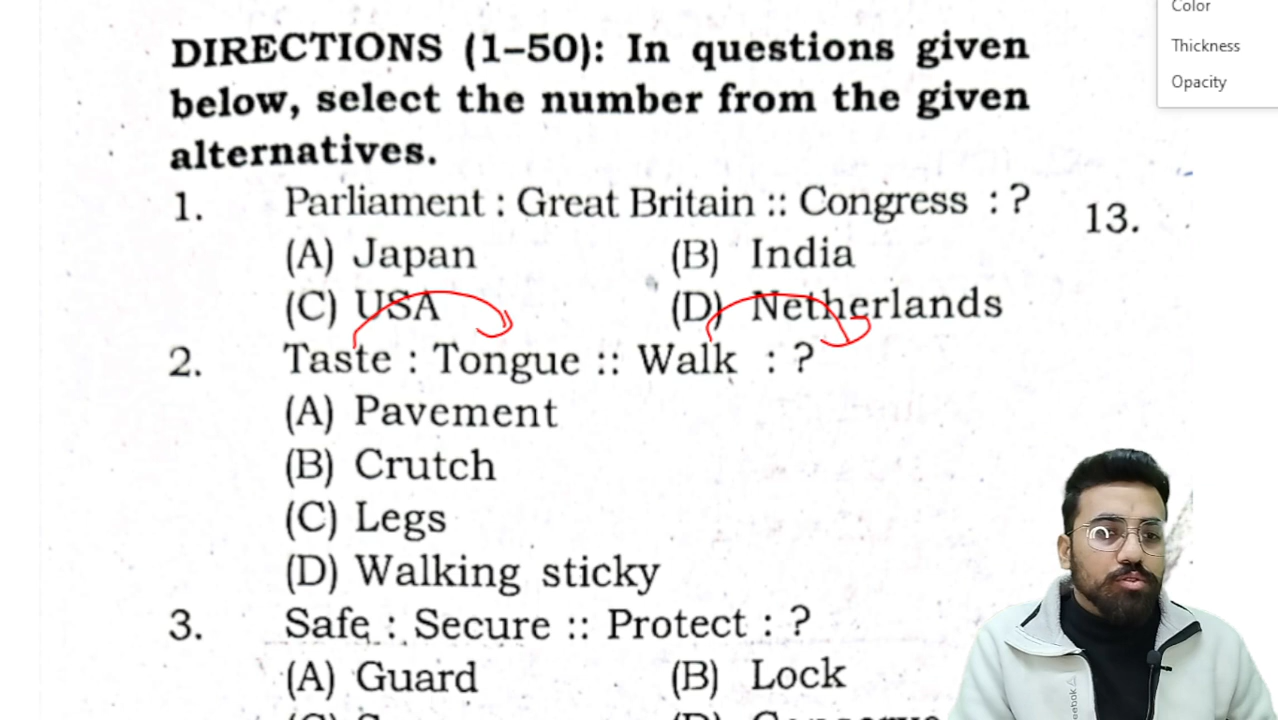 Color
Thickness
Opacity
DIRECTIONS (1–50): In questions given
below, select the number from the given
alternatives.
1. Parliament : Great Britain :: Congress : ?
(A) Japan (B) India
(C) USA (D) Netherlands
2. Taste : Tongue :: Walk : ?
(A) Pavement
(B) Crutch
(C) Legs
(D) Walking sticky
3. Safe : Secure :: Protect : ?
(A) Guard (B) Lock
13.